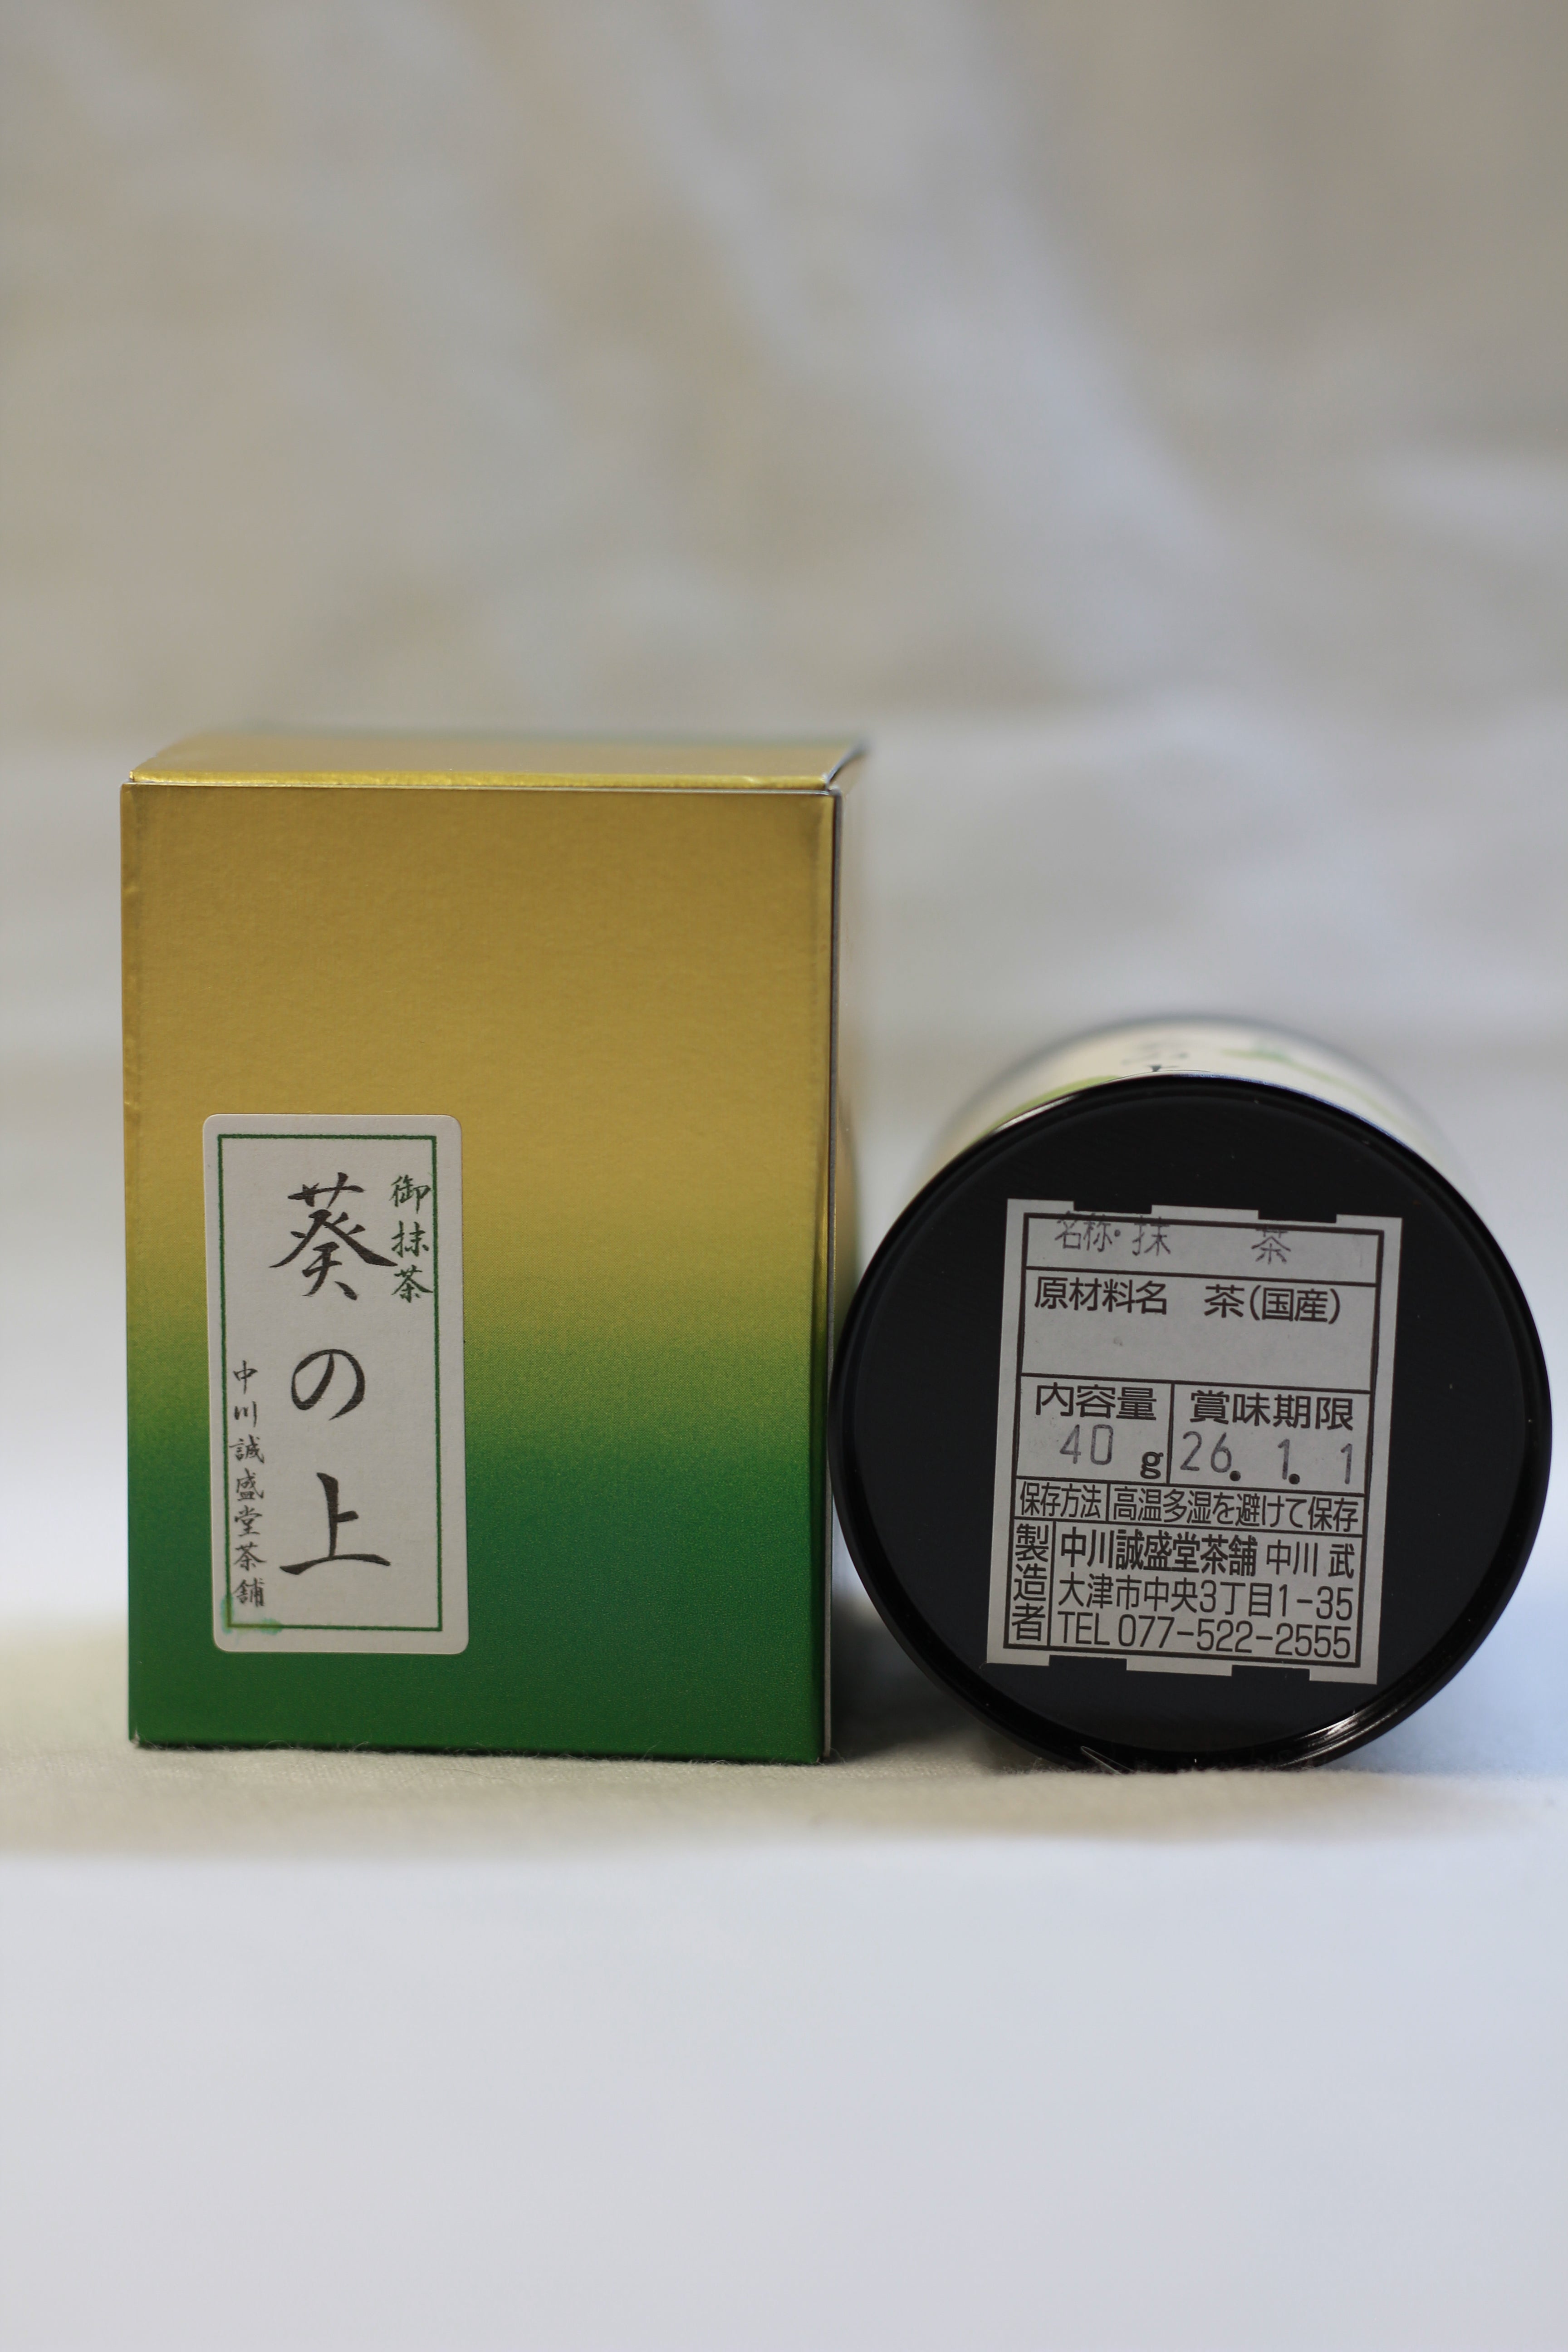 御抹茶
葵の上
中川誠盛堂茶舗
名称・抹 茶
原材料名 茶(国産)
内容量 賞味期限
40g 26.1.1
保存方法 高温多湿を避けて保存
製造者 中川誠盛堂茶舗 中川 武
大津市中央3丁目1-35
TEL 077-522-2555